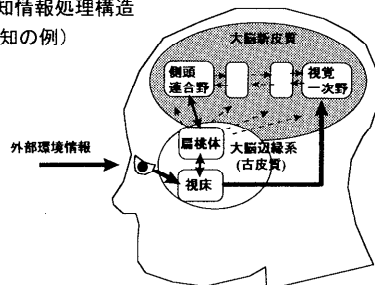 知情報処理構造
知の例）
大脳新皮質
側頭
連合野
視覚
一次野
外部環境情報
扁桃体
大脳辺縁系
(古皮質)
視床